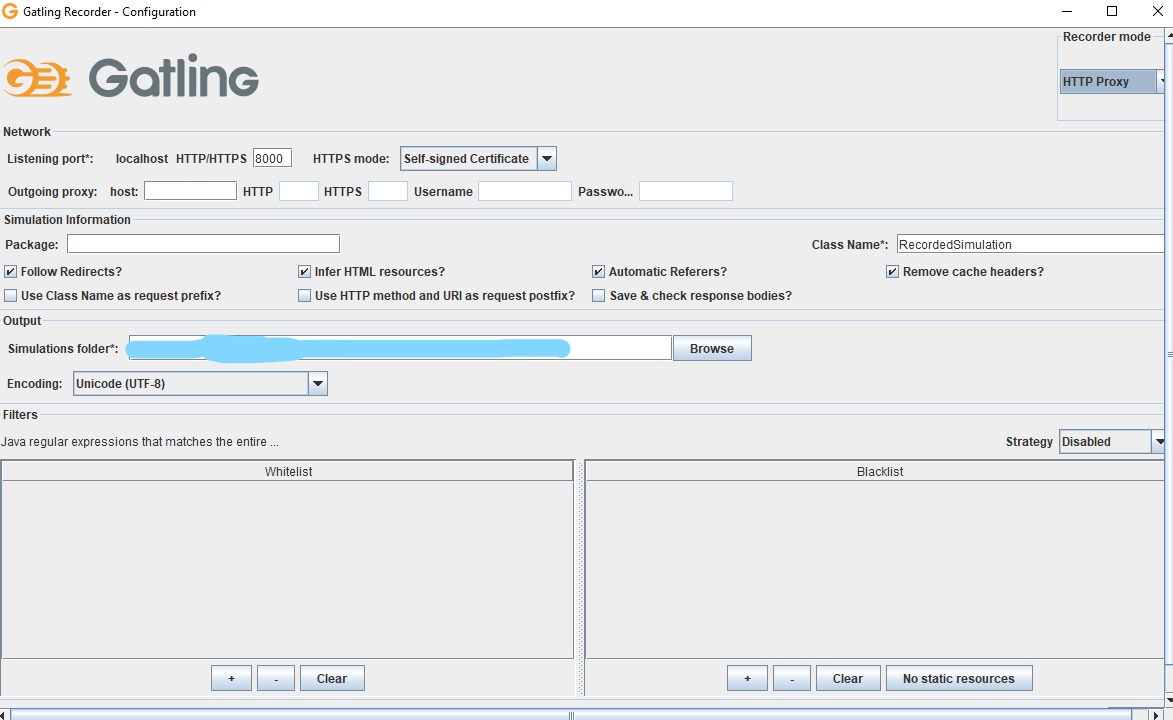 Gatling Recorder - Configuration
Recorder mode
Gatling
HTTP Proxy
Network
Listening port*: localhost HTTP/HTTPS 8000 HTTPS mode: Self-signed Certificate
Outgoing proxy: host: HTTP HTTPS Username Passwo...
Simulation Information
Package: Class Name*: RecordedSimulation
Follow Redirects? Infer HTML resources? Automatic Referers? Remove cache headers?
Use Class Name as request prefix? Use HTTP method and URI as request postfix? Save & check response bodies?
Output
Simulations folder*: Browse
Encoding: Unicode (UTF-8)
Filters
Java regular expressions that matches the entire ... Strategy Disabled
Whitelist Blacklist
+ - Clear + - Clear No static resources